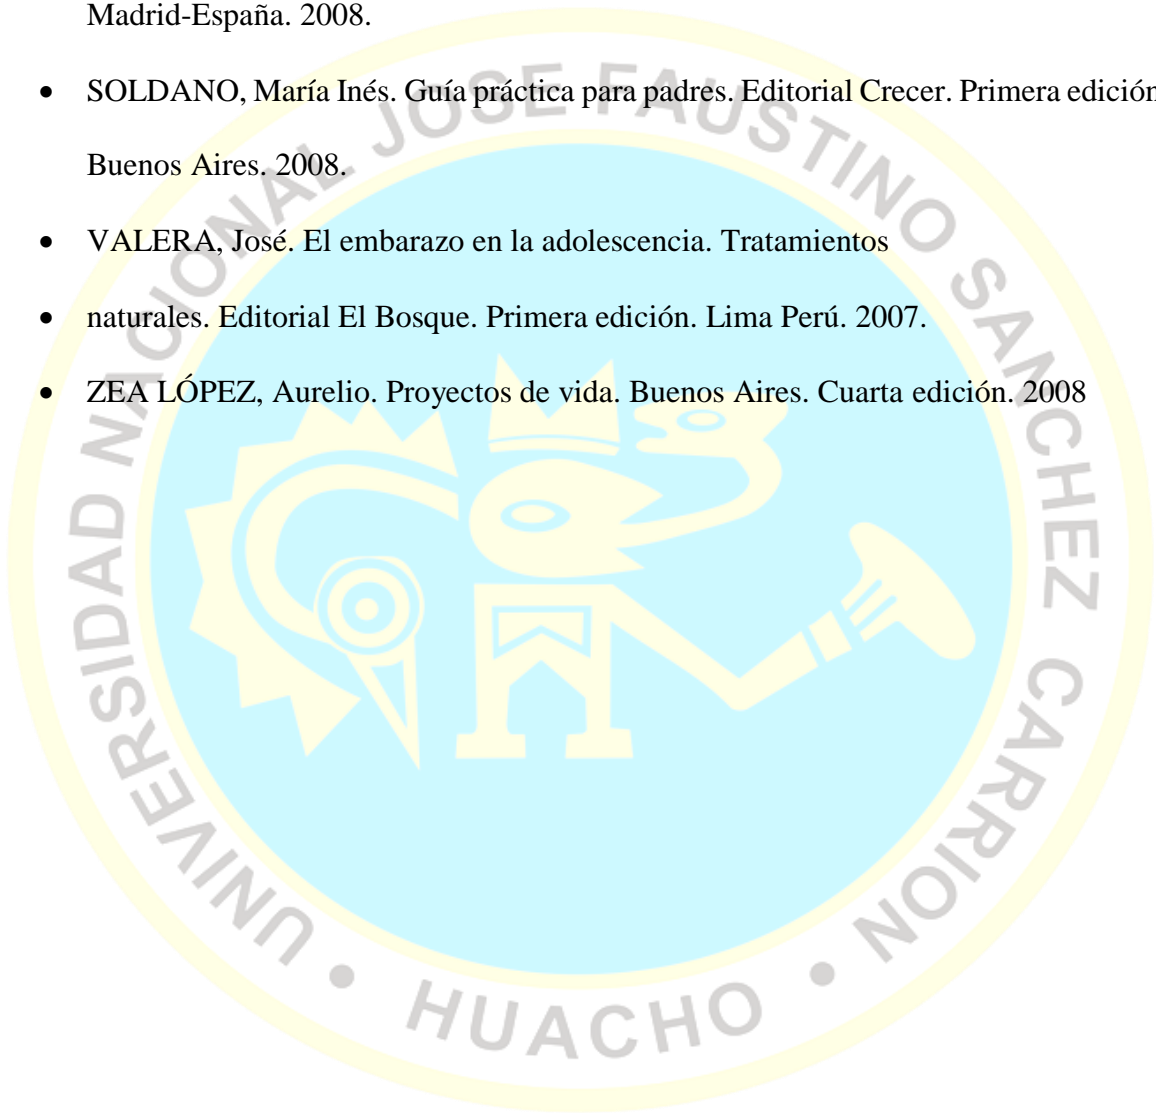 Madrid-España. 2008.
• SOLDANO, María Inés. Guía práctica para padres. Editorial Crecer. Primera edición
Buenos Aires. 2008.
• VALERA, José. El embarazo en la adolescencia. Tratamientos
• naturales. Editorial El Bosque. Primera edición. Lima Perú. 2007.
• ZEA LÓPEZ, Aurelio. Proyectos de vida. Buenos Aires. Cuarta edición. 2008
UNIVERSIDAD NACIONAL JOSE FAUSTINO SANCHEZ CARRION
• HUACHO •